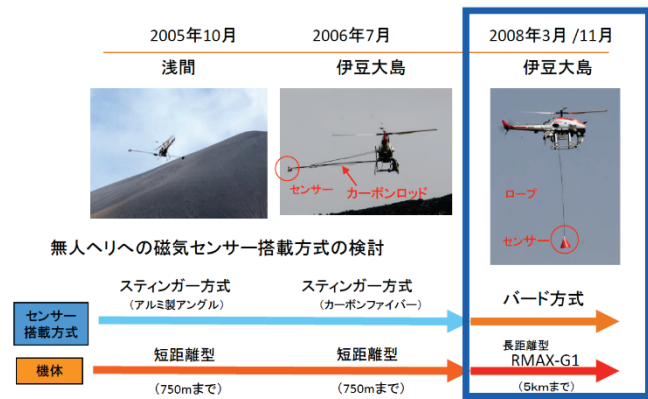 2005年10月
2006年7月
2008年3月/11月
浅間
伊豆大島
伊豆大島
センサー
カーボンロッド
ロープ
センサー
無人ヘリへの磁気センサー搭載方式の検討
スティンガー方式
(アルミ製アングル)
スティンガー方式
(カーボンファイバー)
バード方式
センサー
搭載方式
機体
短距離型
(750mまで)
短距離型
(750mまで)
長距離型
RMAX-G1
(5kmまで)